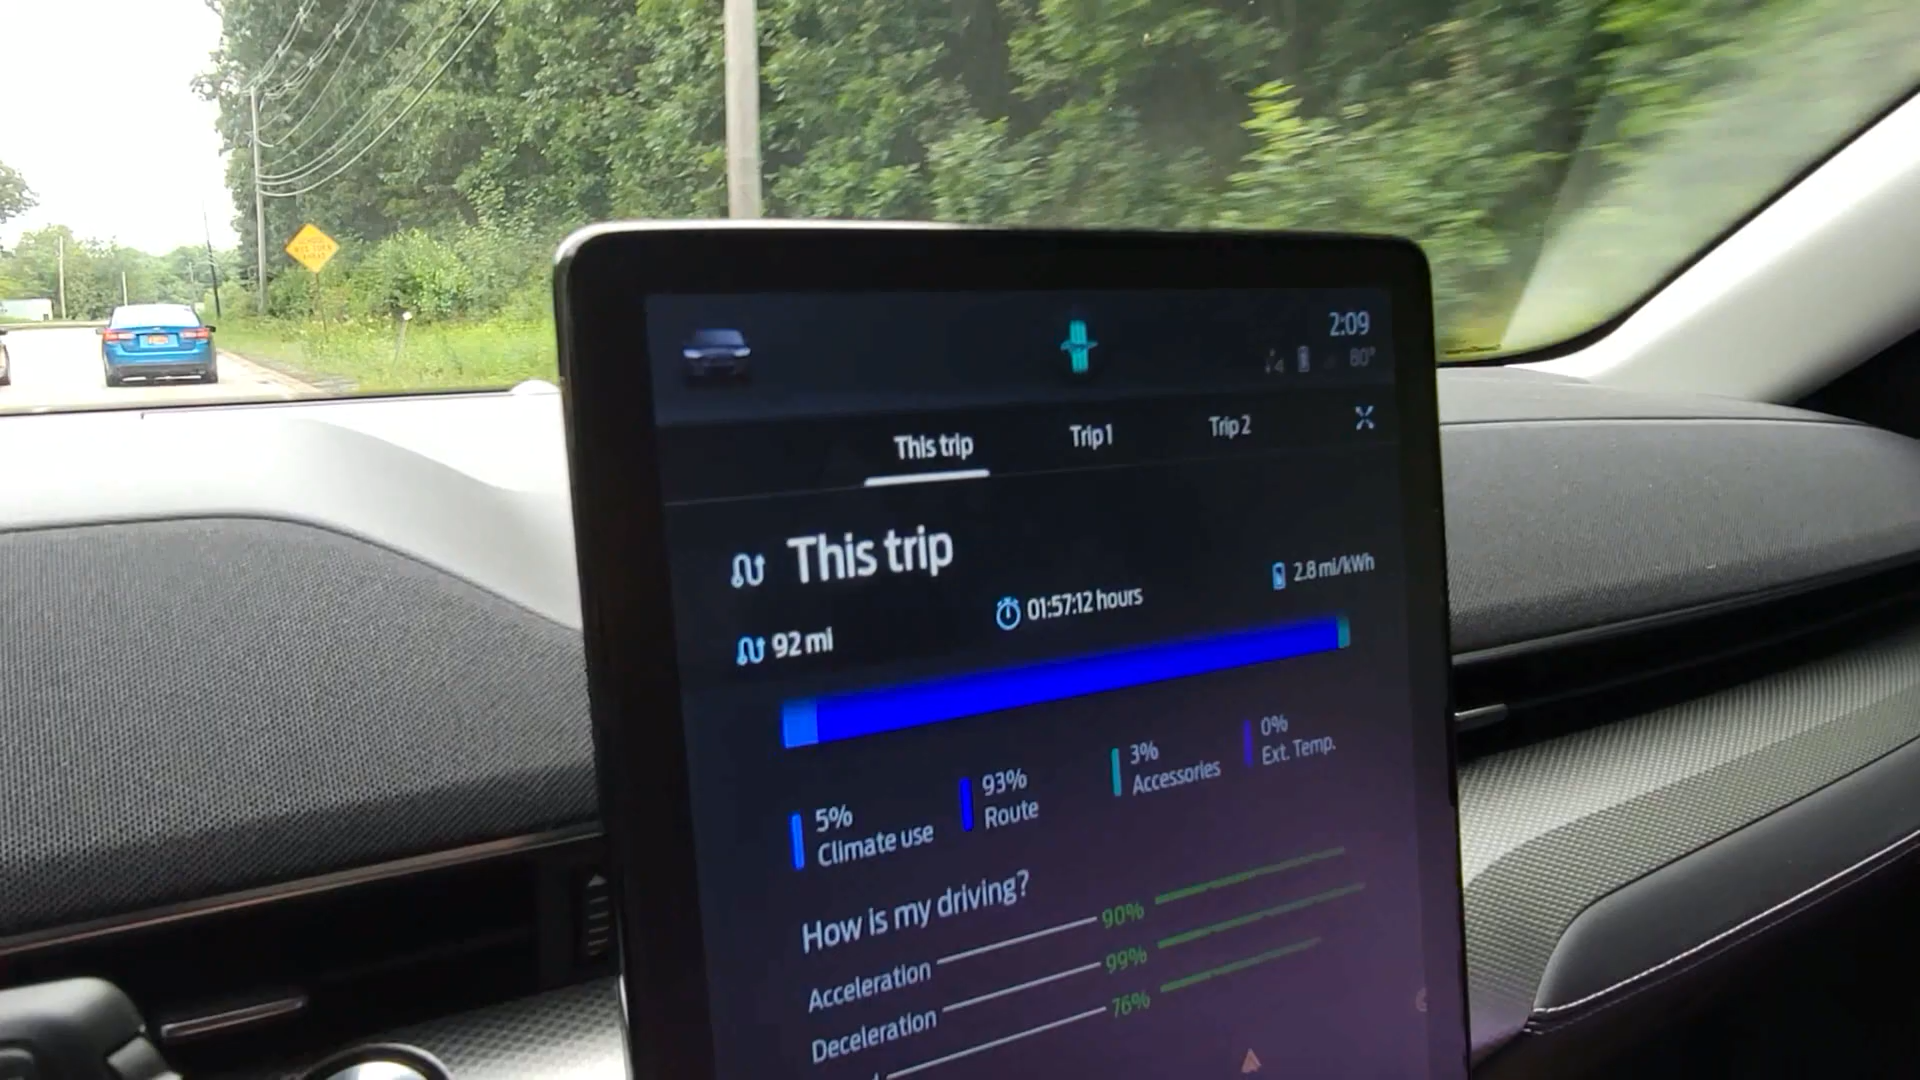 2:09
80°
This trip Trip 1 Trip 2
This trip
92 mi
01:57:12 hours
2.8 mi/kWh
5%
Climate use
93%
Route
3%
Accessories
0%
Ext. Temp.
How is my driving?
Acceleration 90%
Deceleration 99%
76%